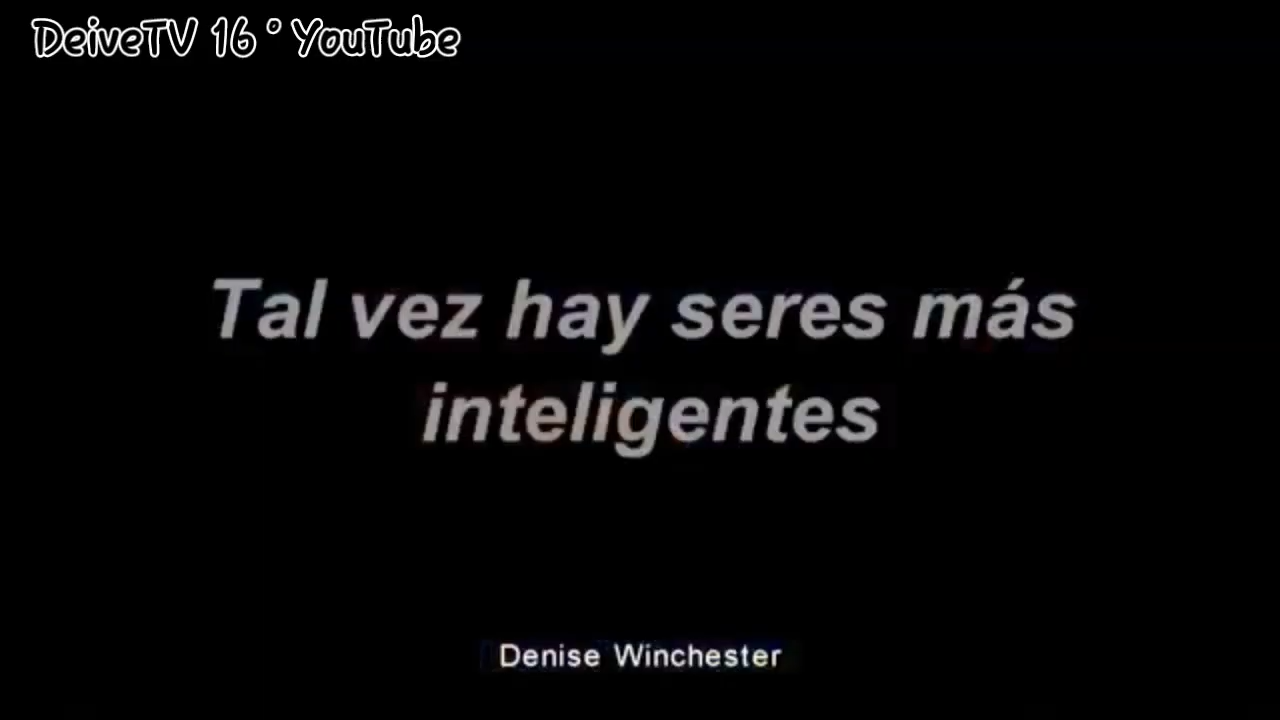 DeiveTV 16 ° YouTube
Tal vez hay seres más
inteligentes
Denise Winchester